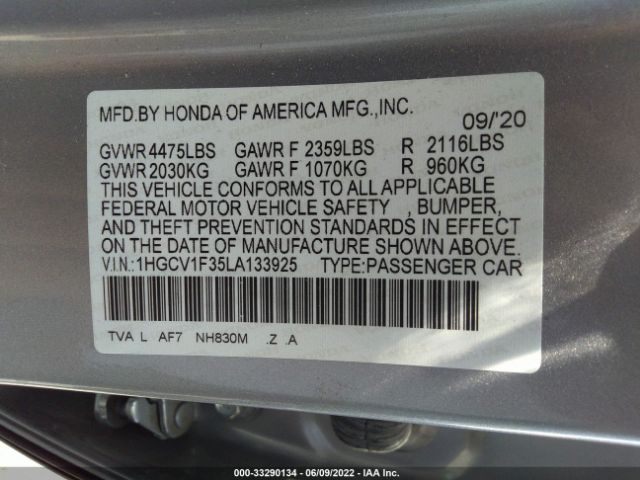 MFD.BY HONDA OF AMERICA MFG.,INC.
09/'20
GVWR 4475LBS GAWR F 2359LBS R 2116LBS
GVWR 2030KG GAWR F 1070KG R 960KG
THIS VEHICLE CONFORMS TO ALL APPLICABLE
FEDERAL MOTOR VEHICLE SAFETY , BUMPER,
AND THEFT PREVENTION STANDARDS IN EFFECT
ON THE DATE OF MANUFACTURE SHOWN ABOVE.
V.I.N.:1HGCV1F35LA133925 TYPE:PASSENGER CAR
TVA L AF7 NH830M .Z .A
000-33290134 - 06/09/2022 - IAA Inc.